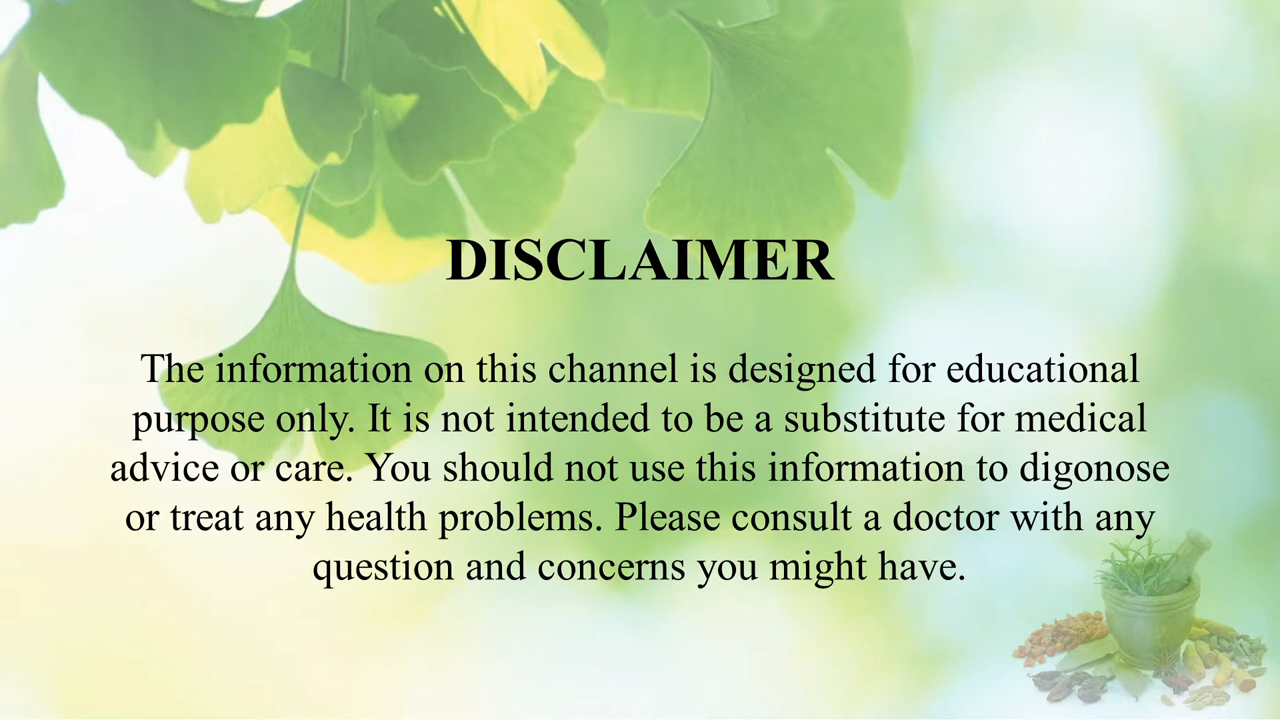 DISCLAIMER
The information on this channel is designed for educational
purpose only. It is not intended to be a substitute for medical
advice or care. You should not use this information to digonose
or treat any health problems. Please consult a doctor with any
question and concerns you might have.